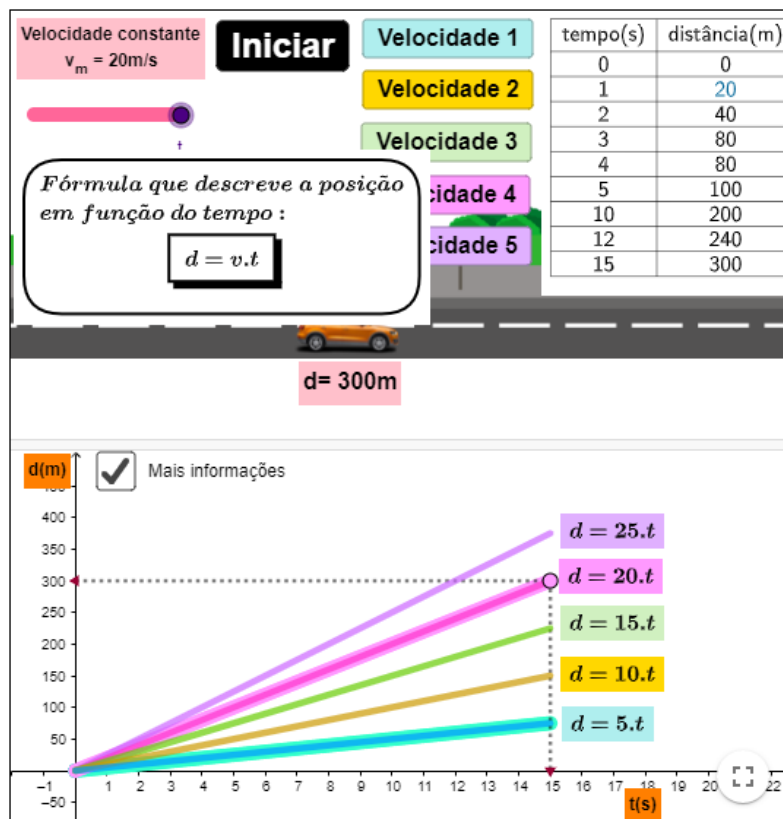 Velocidade constante
v_m = 20m/s
Iniciar
t
Velocidade 1
Velocidade 2
Velocidade 3
cidade 4
cidade 5
tempo(s) distância(m)
0 0
1 20
2 40
3 80
4 80
5 100
10 200
12 240
15 300
Fórmula que descreve a posição
em função do tempo :
d = v.t
d= 300m
d(m)
Mais informações
400
350
300
250
200
150
100
50
−50
d = 25.t
d = 20.t
d = 15.t
d = 10.t
d = 5.t
−1 0 1 2 3 4 5 6 7 8 9 10 11 12 13 14 15 16 17 18 19 20 22
t(s)